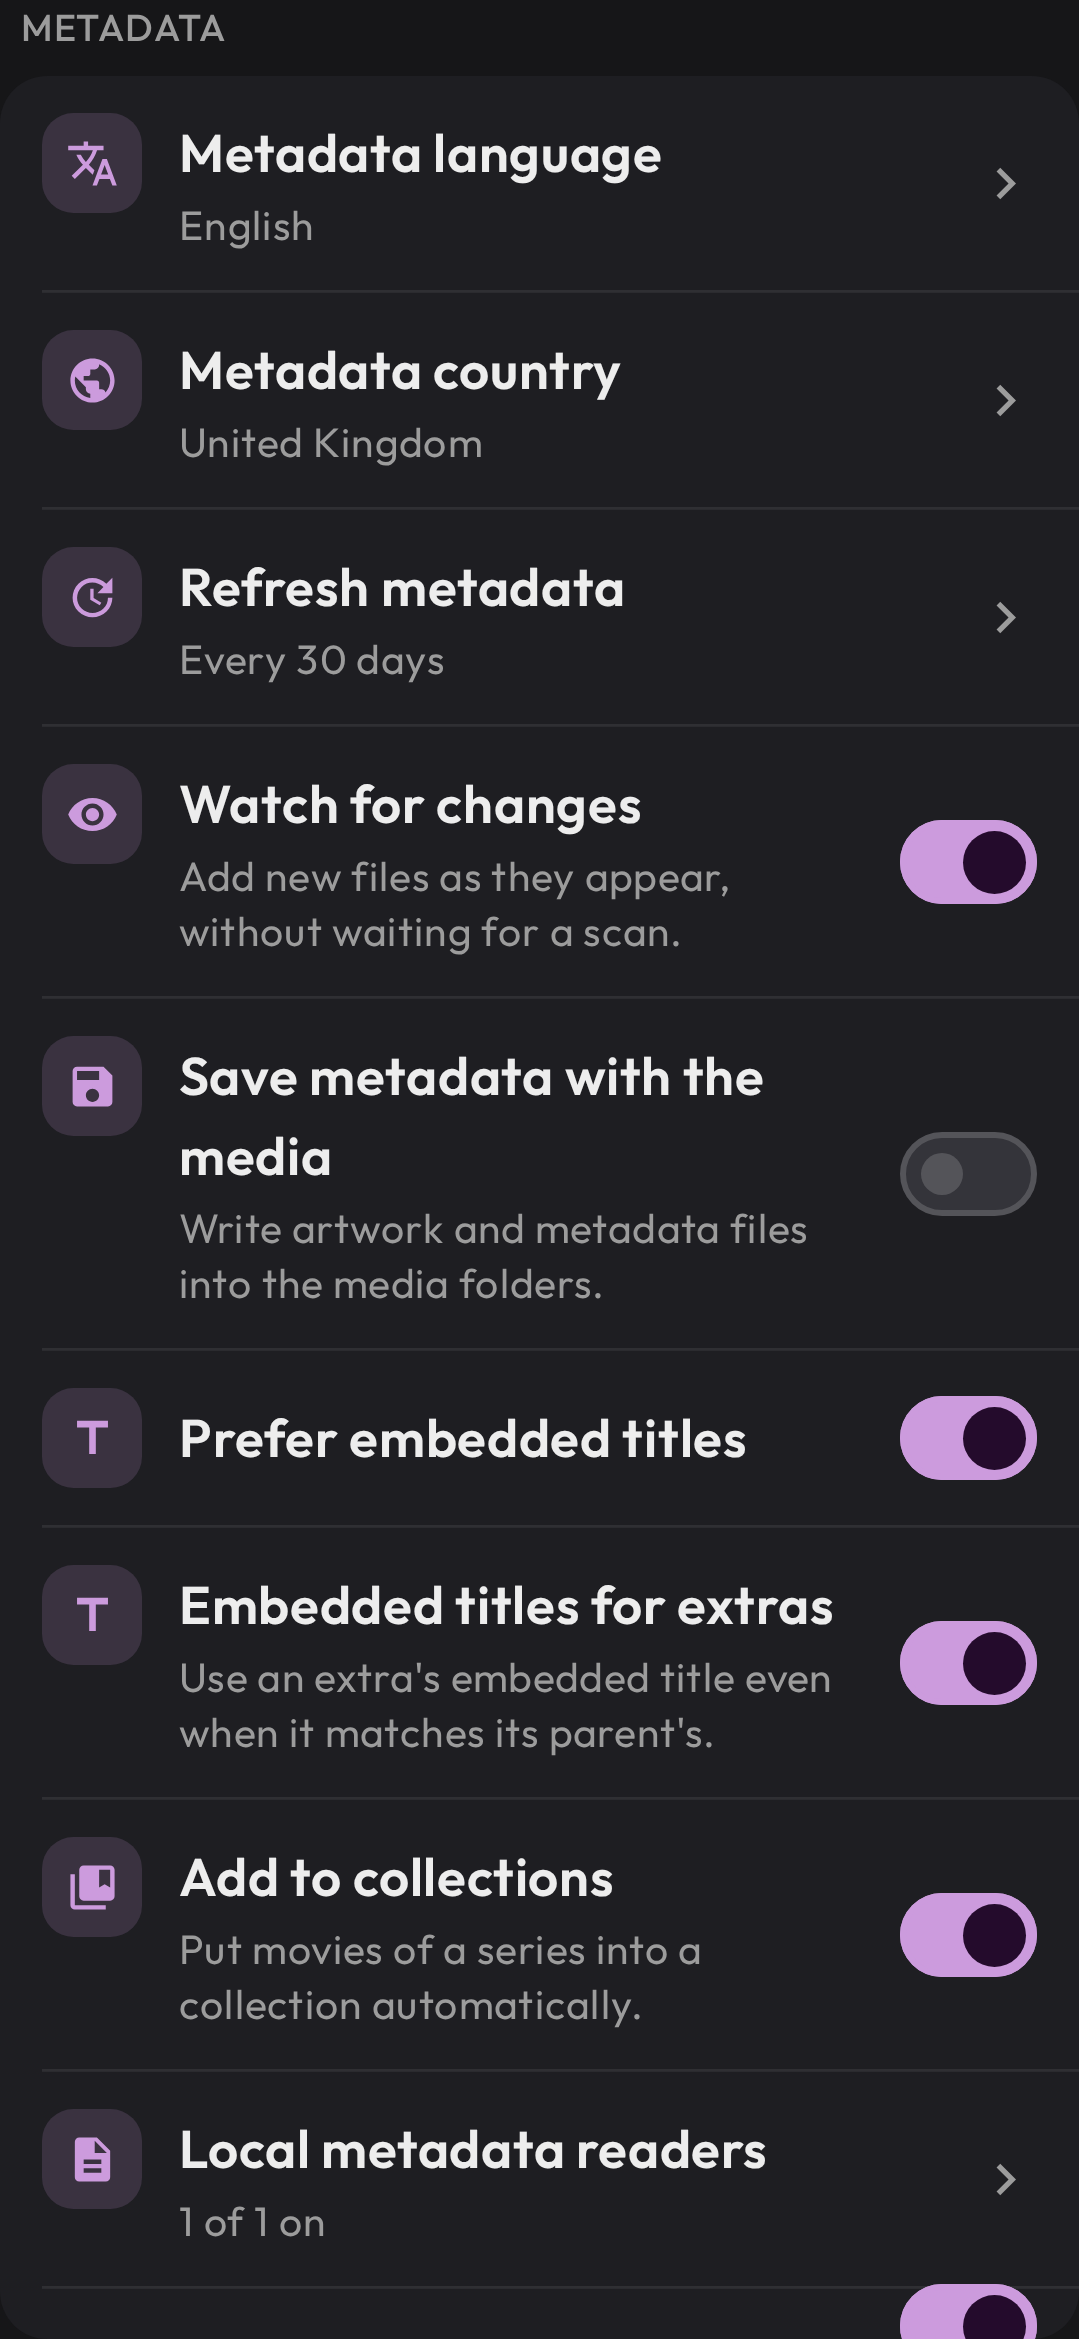 METADATA
Metadata language
English
Metadata country
United Kingdom
Refresh metadata
Every 30 days
Watch for changes
Add new files as they appear,
without waiting for a scan.
Save metadata with the
media
Write artwork and metadata files
into the media folders.
Prefer embedded titles
Embedded titles for extras
Use an extra's embedded title even
when it matches its parent's.
Add to collections
Put movies of a series into a
collection automatically.
Local metadata readers
1 of 1 on